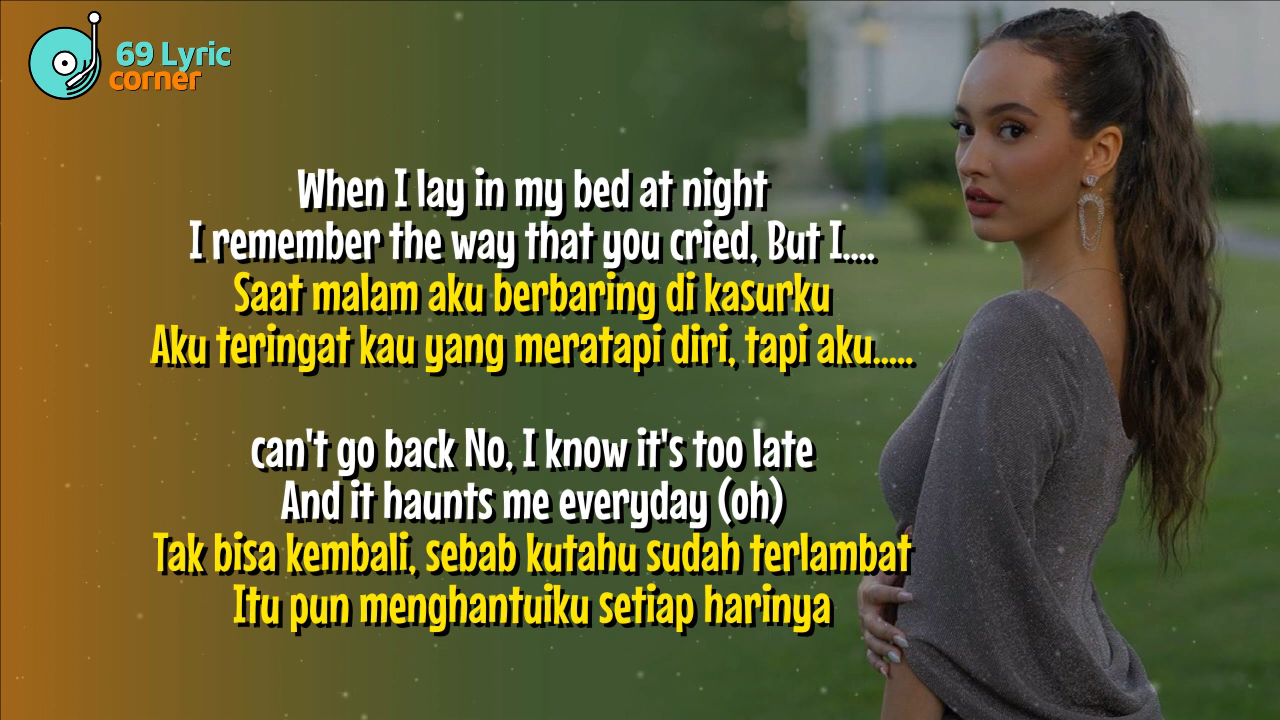 69 Lyric
corner
When I lay in my bed at night
I remember the way that you cried, But I....
Saat malam aku berbaring di kasurku
Aku teringat kau yang meratapi diri, tapi aku.....
can't go back No, I know it's too late
And it haunts me everyday (oh)
Tak bisa kembali, sebab kutahu sudah terlambat
Itu pun menghantuiku setiap harinya